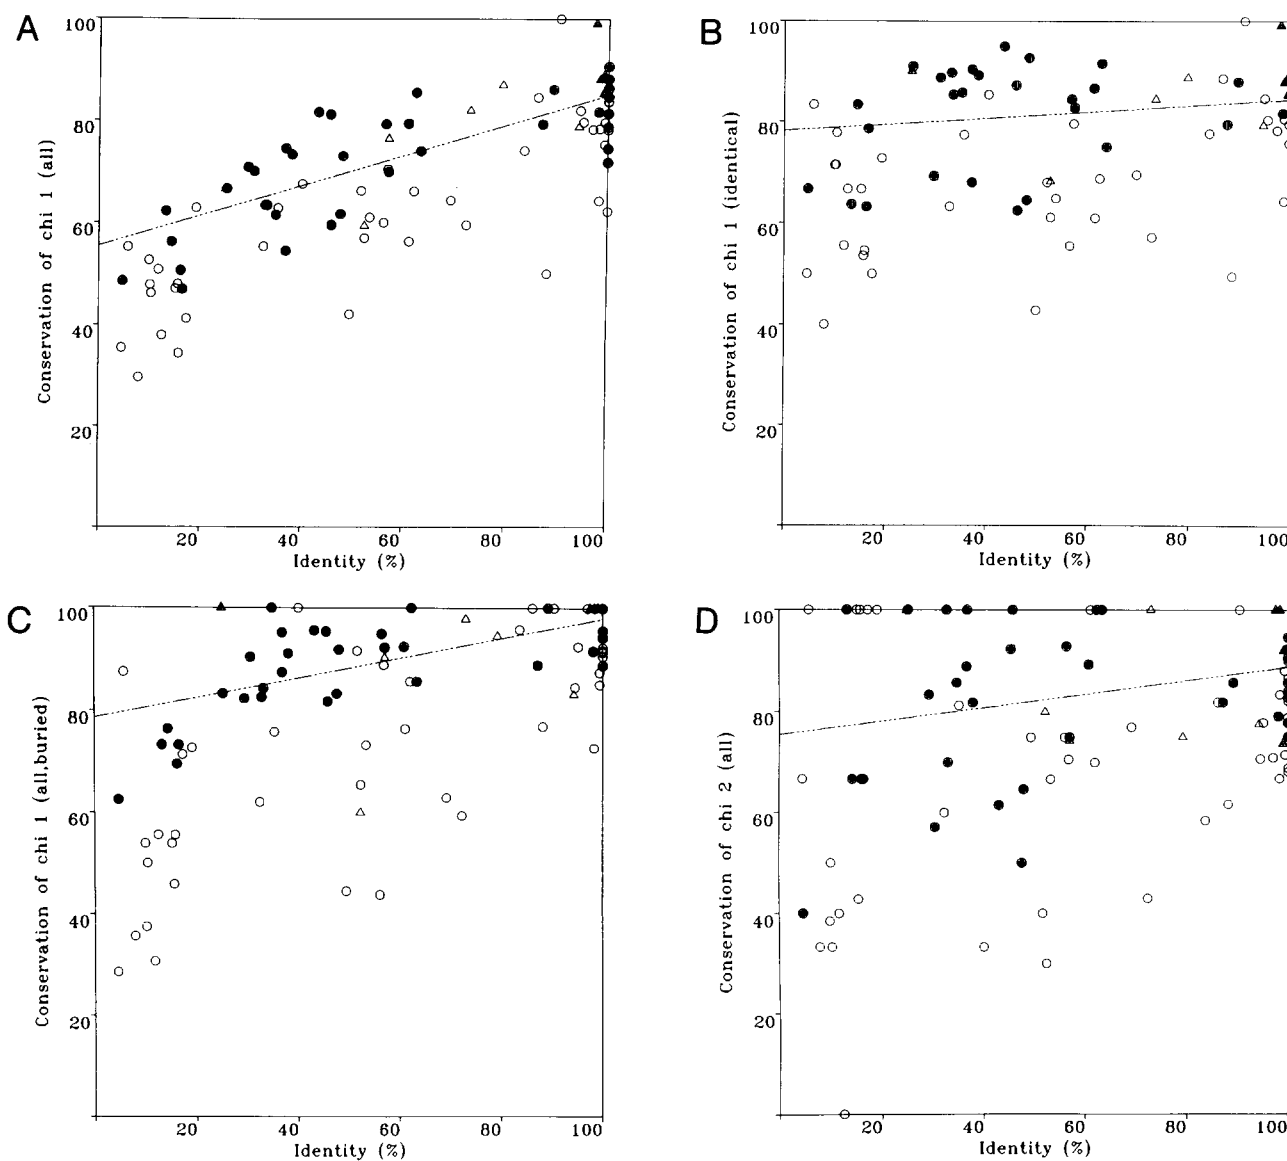 A
Conservation of chi 1 (all)
100
80
60
40
20
20 40 60 80 100
Identity (%)
B
Conservation of chi 1 (identical)
100
80
60
40
20
20 40 60 80 100
Identity (%)
C
Conservation of chi 1 (all,buried)
100
80
60
40
20
20 40 60 80 100
Identity (%)
D
Conservation of chi 2 (all)
100
80
60
40
20
20 40 60 80 100
Identity (%)